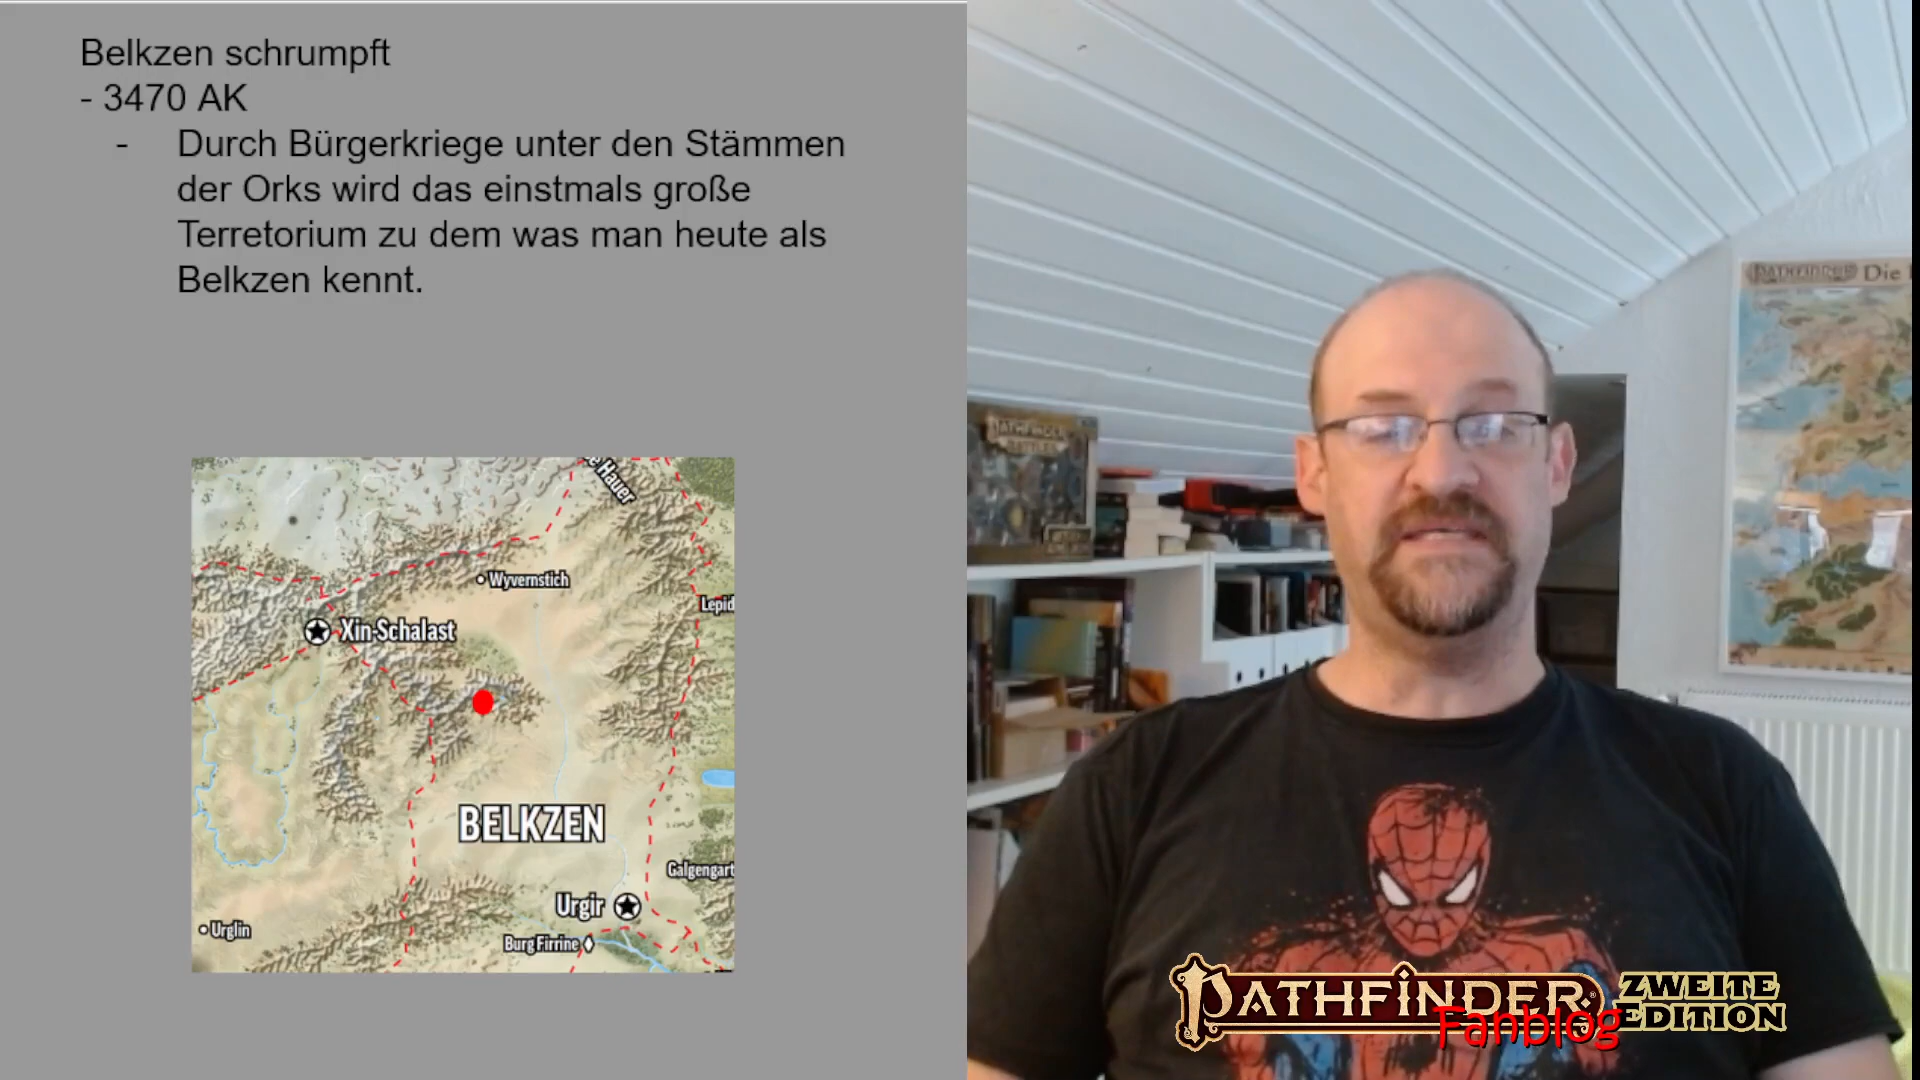 Belkzen schrumpft
- 3470 AK
- Durch Bürgerkriege unter den Stämmen
der Orks wird das einstmals große
Terretorium zu dem was man heute als
Belkzen kennt.
Hauer
Wyvernstich
Lepid
Xin-Schalast
BELKZEN
Galgengart
Urgir
Urglin
Burg Firrine
PATHFINDER Die
PATHFINDER
PATHFINDER ZWEITE
Fanblog EDITION